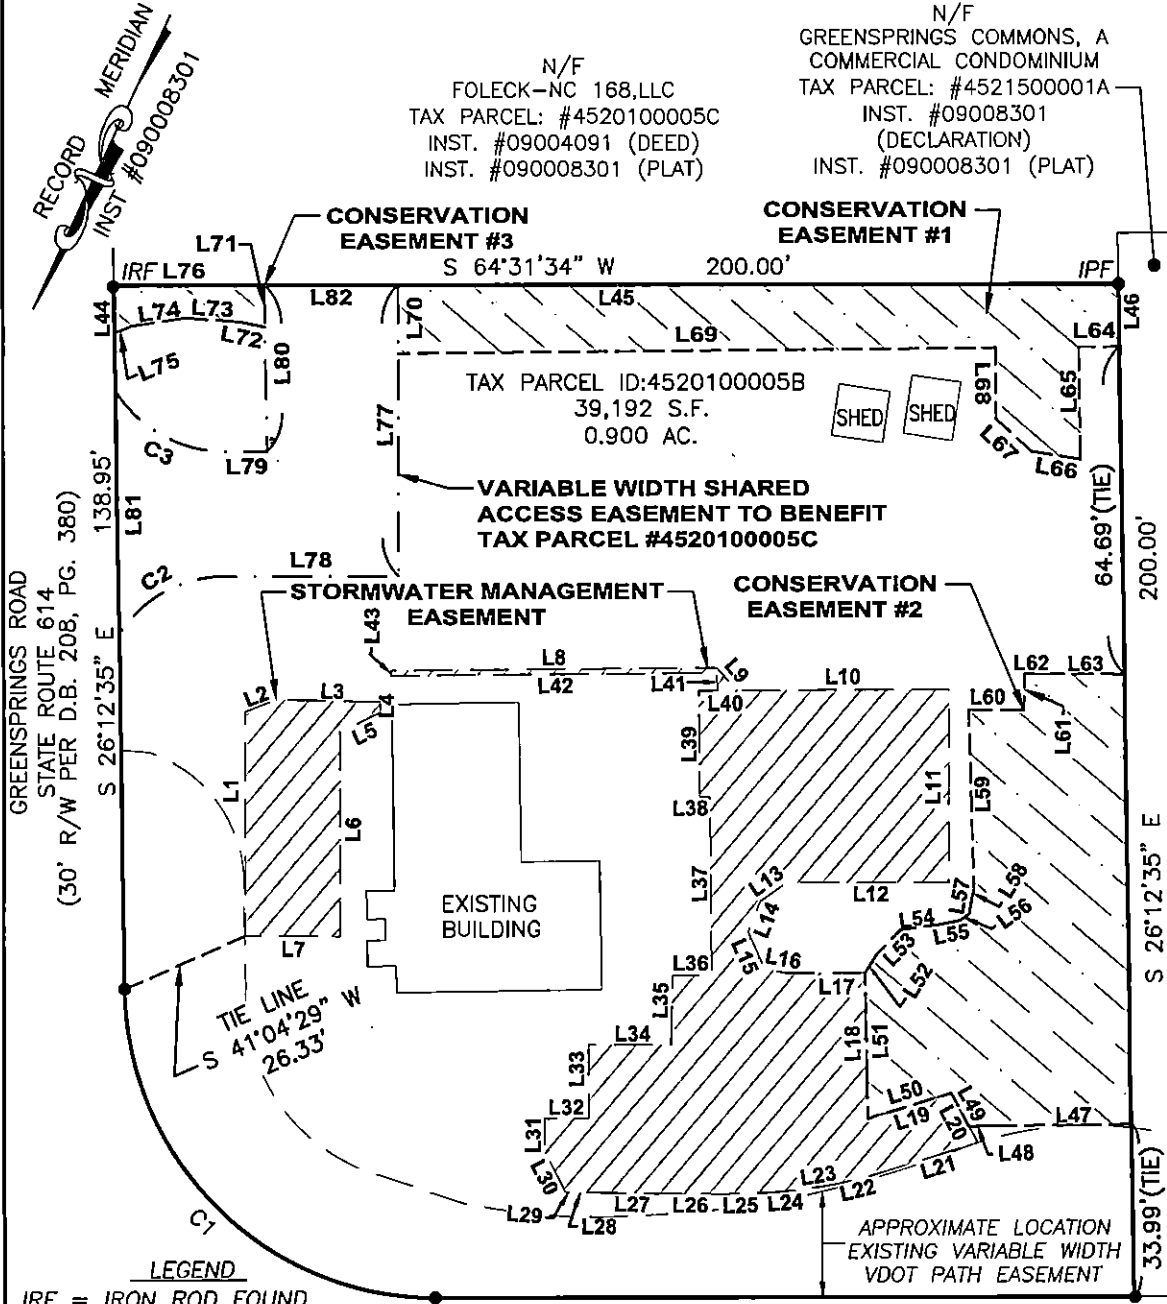 RECORD MERIDIAN
INST #090008301
N/F
FOLECK-NC 168,LLC
TAX PARCEL: #4520100005C
INST. #09004091 (DEED)
INST. #090008301 (PLAT)
N/F
GREENSPRINGS COMMONS, A
COMMERCIAL CONDOMINIUM
TAX PARCEL: #4521500001A
INST. #09008301
(DECLARATION)
INST. #090008301 (PLAT)
CONSERVATION
EASEMENT #3
CONSERVATION
EASEMENT #1
L71
IRF L76
S 64°31'34" W 200.00'
IPF
L82
L45
L44
L74
L73
L72
L75
L80
L70
L69
L46
L64
L65
L68
L67
L66
TAX PARCEL ID:4520100005B
39,192 S.F.
0.900 AC.
SHED
SHED
L77
C3
L79
L81
VARIABLE WIDTH SHARED
ACCESS EASEMENT TO BENEFIT
TAX PARCEL #4520100005C
64.69'(TIE)
200.00'
S 26°12'35" E
138.95'
S 26°12'35" E
GREENSPRINGS ROAD
STATE ROUTE 614
(30' R/W PER D.B. 208, PG. 380)
C2
L78
STORMWATER MANAGEMENT
EASEMENT
CONSERVATION
EASEMENT #2
L43
L8
L42
L41
L9
L40
L10
L62
L63
L60
L61
L2
L3
L4
L5
L1
L6
L7
L39
L38
L37
L11
L59
L12
L13
L14
L15
L16
L17
L57
L58
L56
L55
L54
L53
L52
EXISTING
BUILDING
TIE LINE
S 41°04'29" W
26.33'
L36
L35
L34
L33
L32
L31
L30
L29
L28
L27
L26
L25
L24
L23
L22
L21
L20
L19
L18
L51
L50
L49
L48
L47
33.99'(TIE)
C1
APPROXIMATE LOCATION
EXISTING VARIABLE WIDTH
VDOT PATH EASEMENT
LEGEND
IRF = IRON ROD FOUND